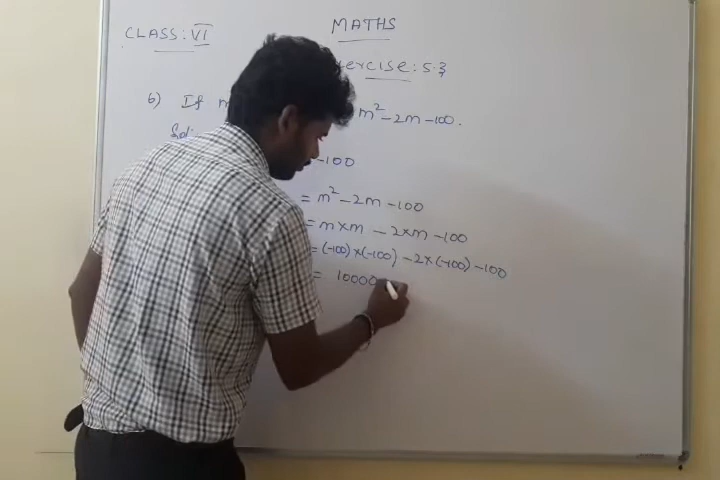 CLASS: VI
MATHS
ercise: 5.3
6) If m² - 2m - 100.
Sol:
- 100
= m² - 2m - 100
= m × m - 2 × m - 100
= (-100) × (-100) - 2 × (-100) - 100
= 10000